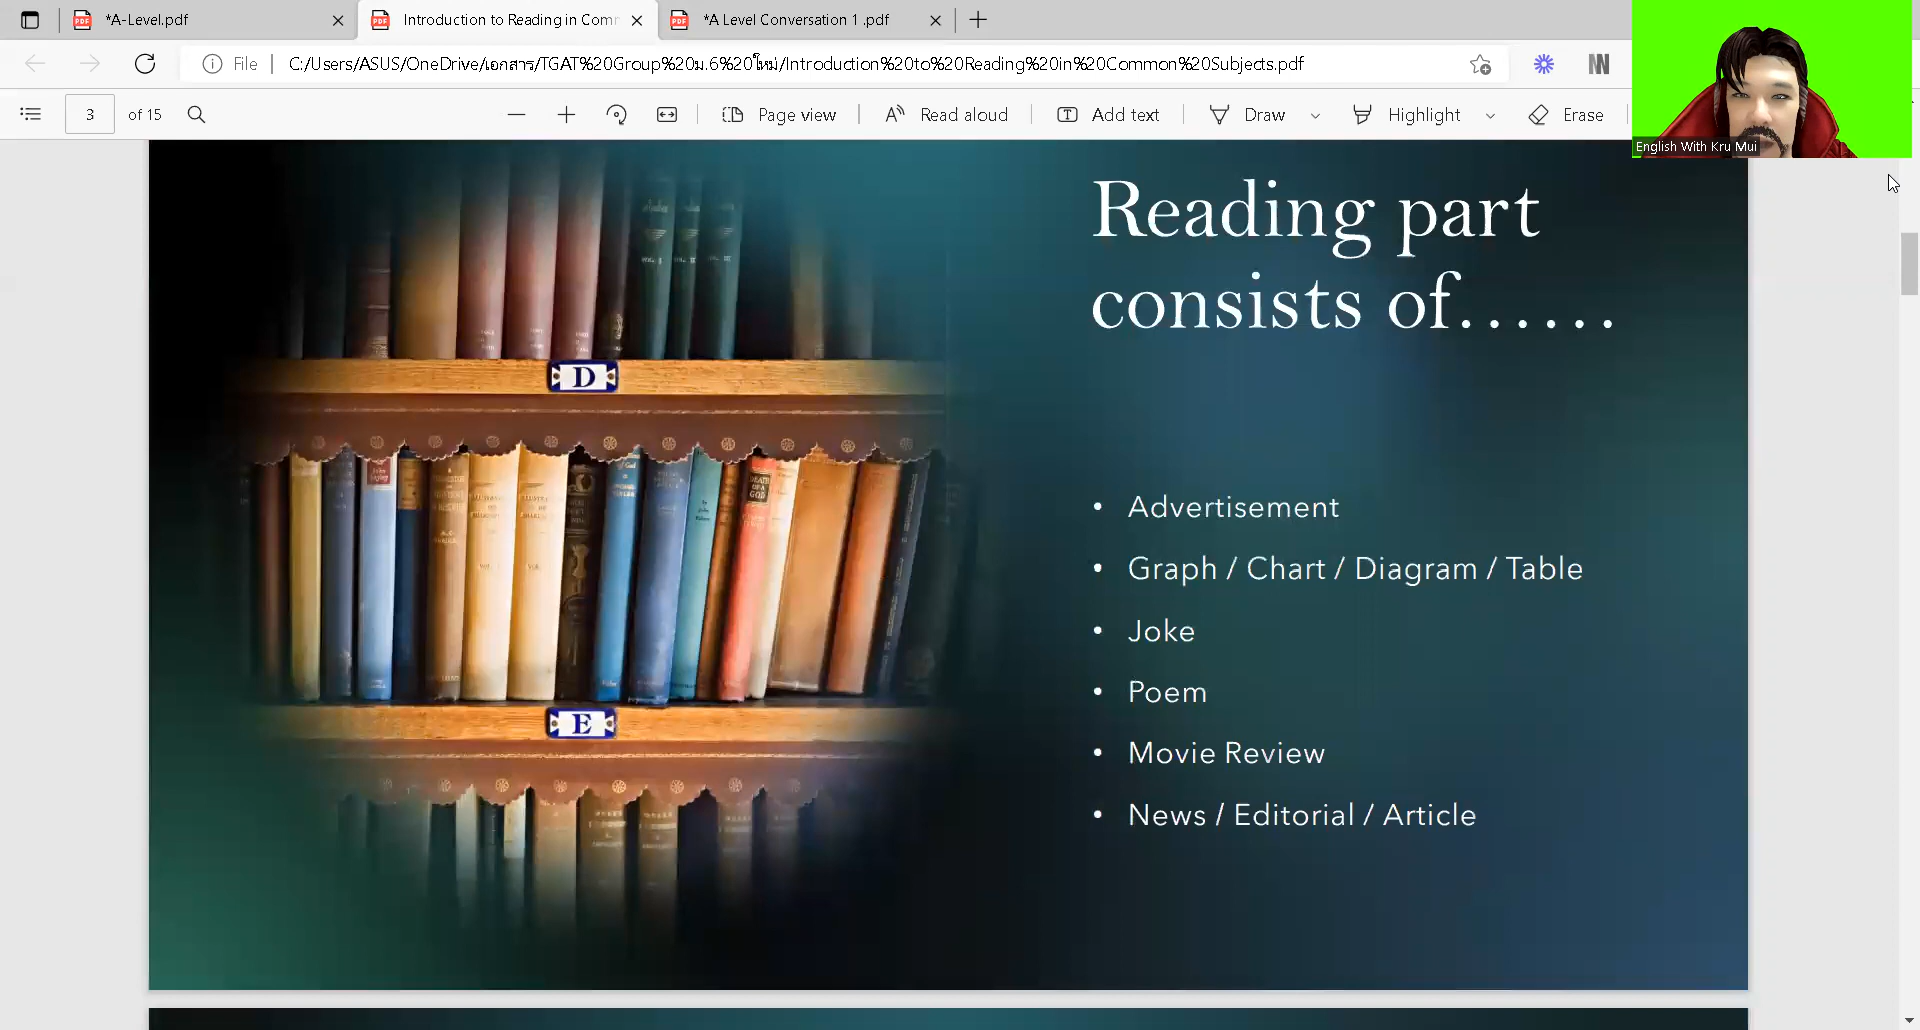 *A-Level.pdf
Introduction to Reading in Comm
*A Level Conversation 1 .pdf
File
C:/Users/ASUS/OneDrive/เอกสาร/TGAT%20Group%20ม.6%20ใหม่/Introduction%20to%20Reading%20in%20Common%20Subjects.pdf
3 of 15
Page view
Read aloud
Add text
Draw
Highlight
Erase
English With Kru Mui
Reading part
consists of......
D
E
DEATH
OF A
GOD
• Advertisement
• Graph / Chart / Diagram / Table
• Joke
• Poem
• Movie Review
• News / Editorial / Article